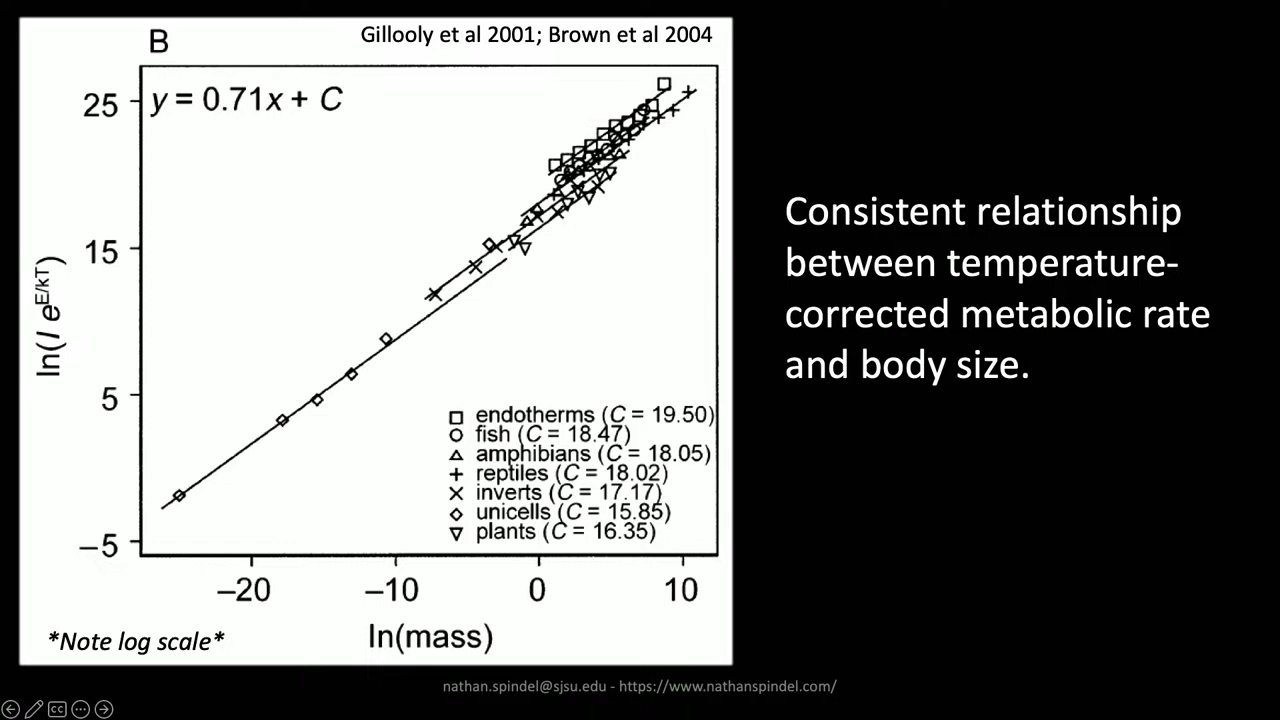 B
Gillooly et al 2001; Brown et al 2004
y = 0.71x + C
25
15
5
–5
ln(I e^E/kT)
endotherms (C = 19.50)
fish (C = 18.47)
amphibians (C = 18.05)
reptiles (C = 18.02)
inverts (C = 17.17)
unicells (C = 15.85)
plants (C = 16.35)
–20 –10 0 10
*Note log scale*
ln(mass)
Consistent relationship
between temperature-
corrected metabolic rate
and body size.
nathan.spindel@sjsu.edu - https://www.nathanspindel.com/